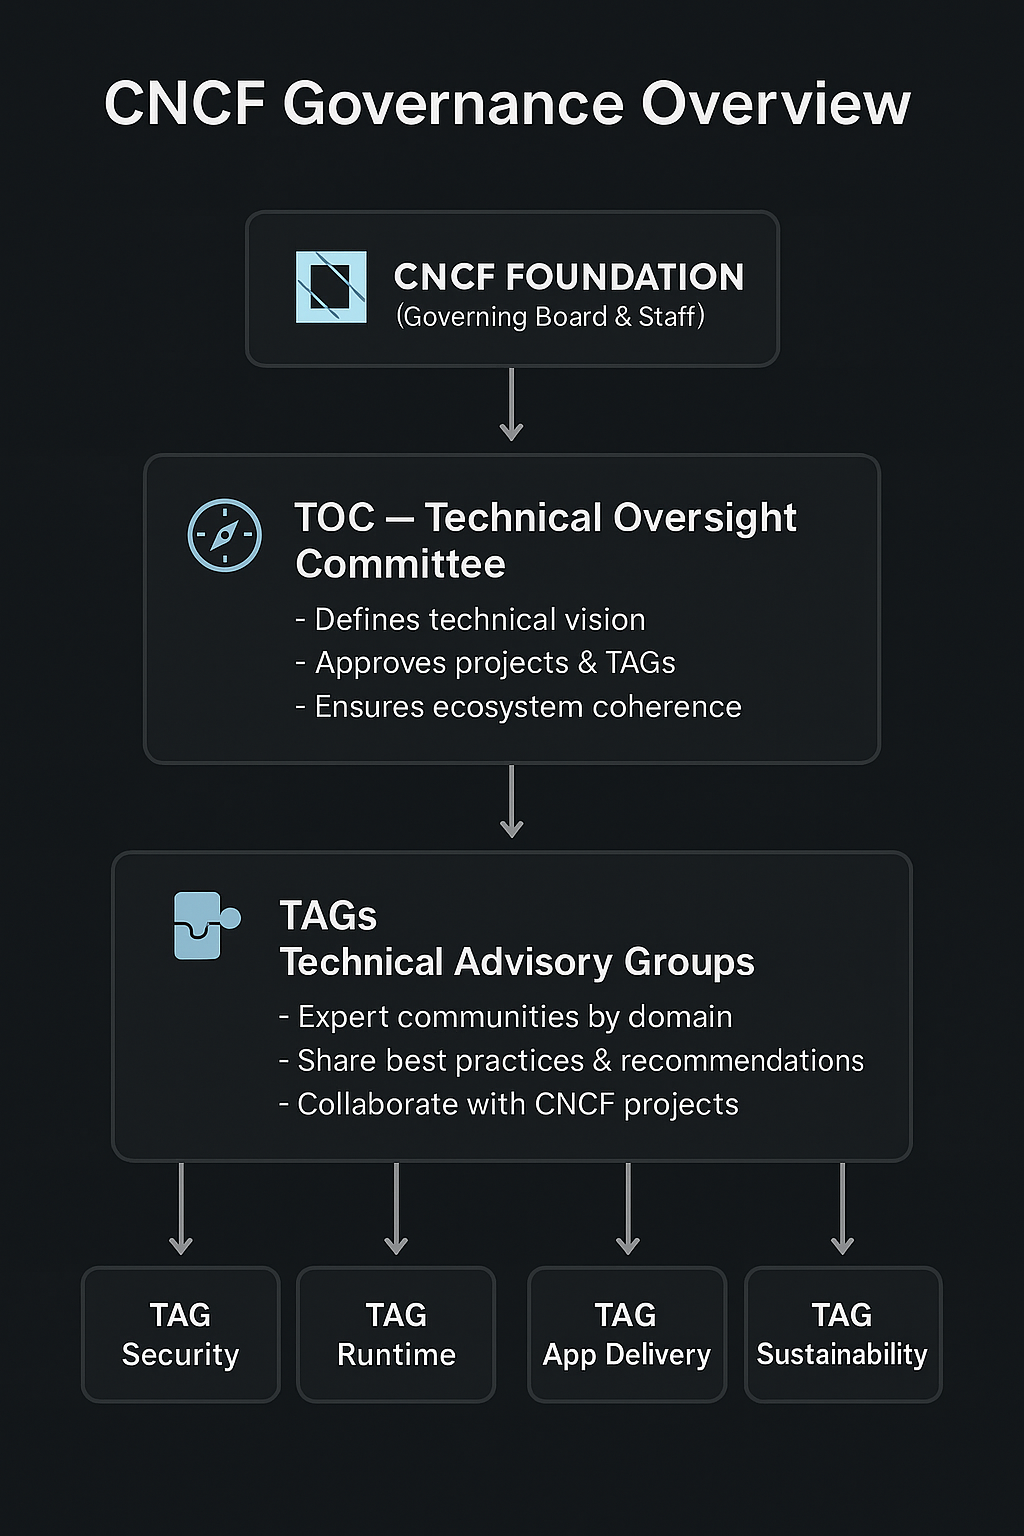 CNCF Governance Overview
CNCF FOUNDATION
(Governing Board & Staff)
TOC — Technical Oversight
Committee
- Defines technical vision
- Approves projects & TAGs
- Ensures ecosystem coherence
TAGs
Technical Advisory Groups
- Expert communities by domain
- Share best practices & recommendations
- Collaborate with CNCF projects
TAG
Security
TAG
Runtime
TAG
App Delivery
TAG
Sustainability